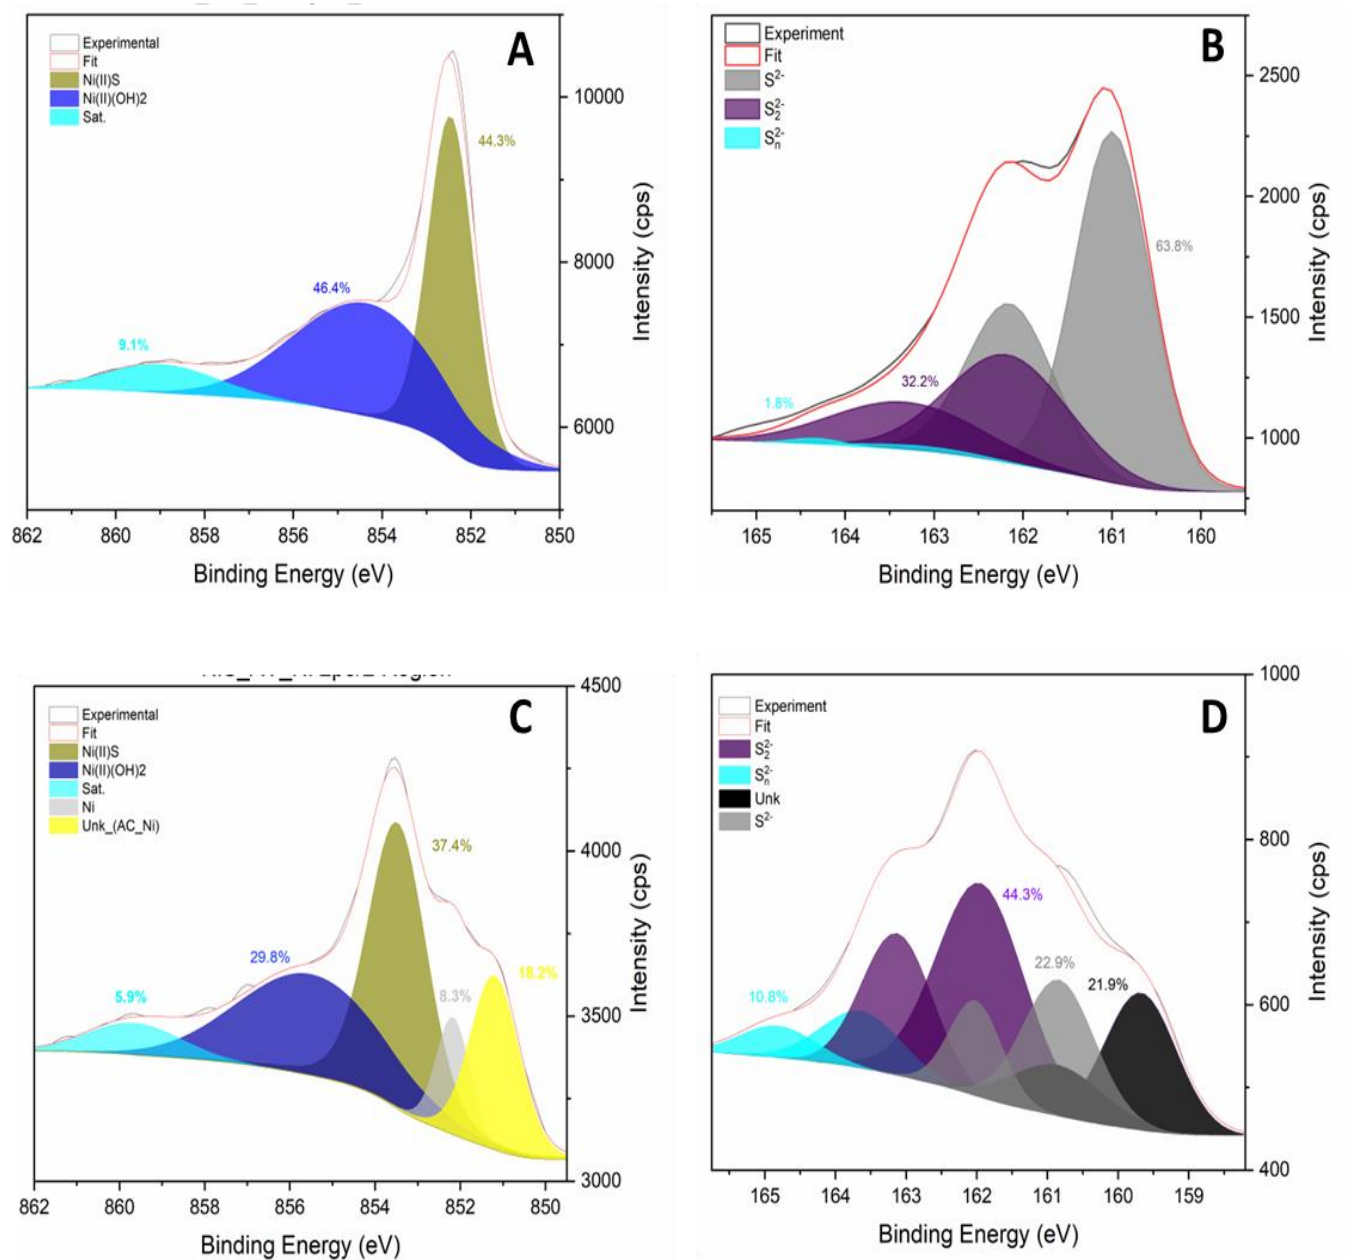 A
Experimental
Fit
Ni(II)S
Ni(II)(OH)2
Sat.
44.3%
46.4%
9.1%
10000
8000
6000
Intensity (cps)
862 860 858 856 854 852 850
Binding Energy (eV)
B
Experiment
Fit
S²⁻
S₂²⁻
Sₙ²⁻
63.8%
32.2%
1.8%
2500
2000
1500
1000
Intensity (cps)
165 164 163 162 161 160
Binding Energy (eV)
C
Experimental
Fit
Ni(II)S
Ni(II)(OH)2
Sat.
Ni
Unk_(AC_Ni)
37.4%
29.8%
5.9%
8.3%
18.2%
4500
4000
3500
3000
Intensity (cps)
862 860 858 856 854 852 850
Binding Energy (eV)
D
Experiment
Fit
S₂²⁻
Sₙ²⁻
Unk
S²⁻
44.3%
22.9%
21.9%
10.8%
1000
800
600
400
Intensity (cps)
165 164 163 162 161 160 159
Binding Energy (eV)